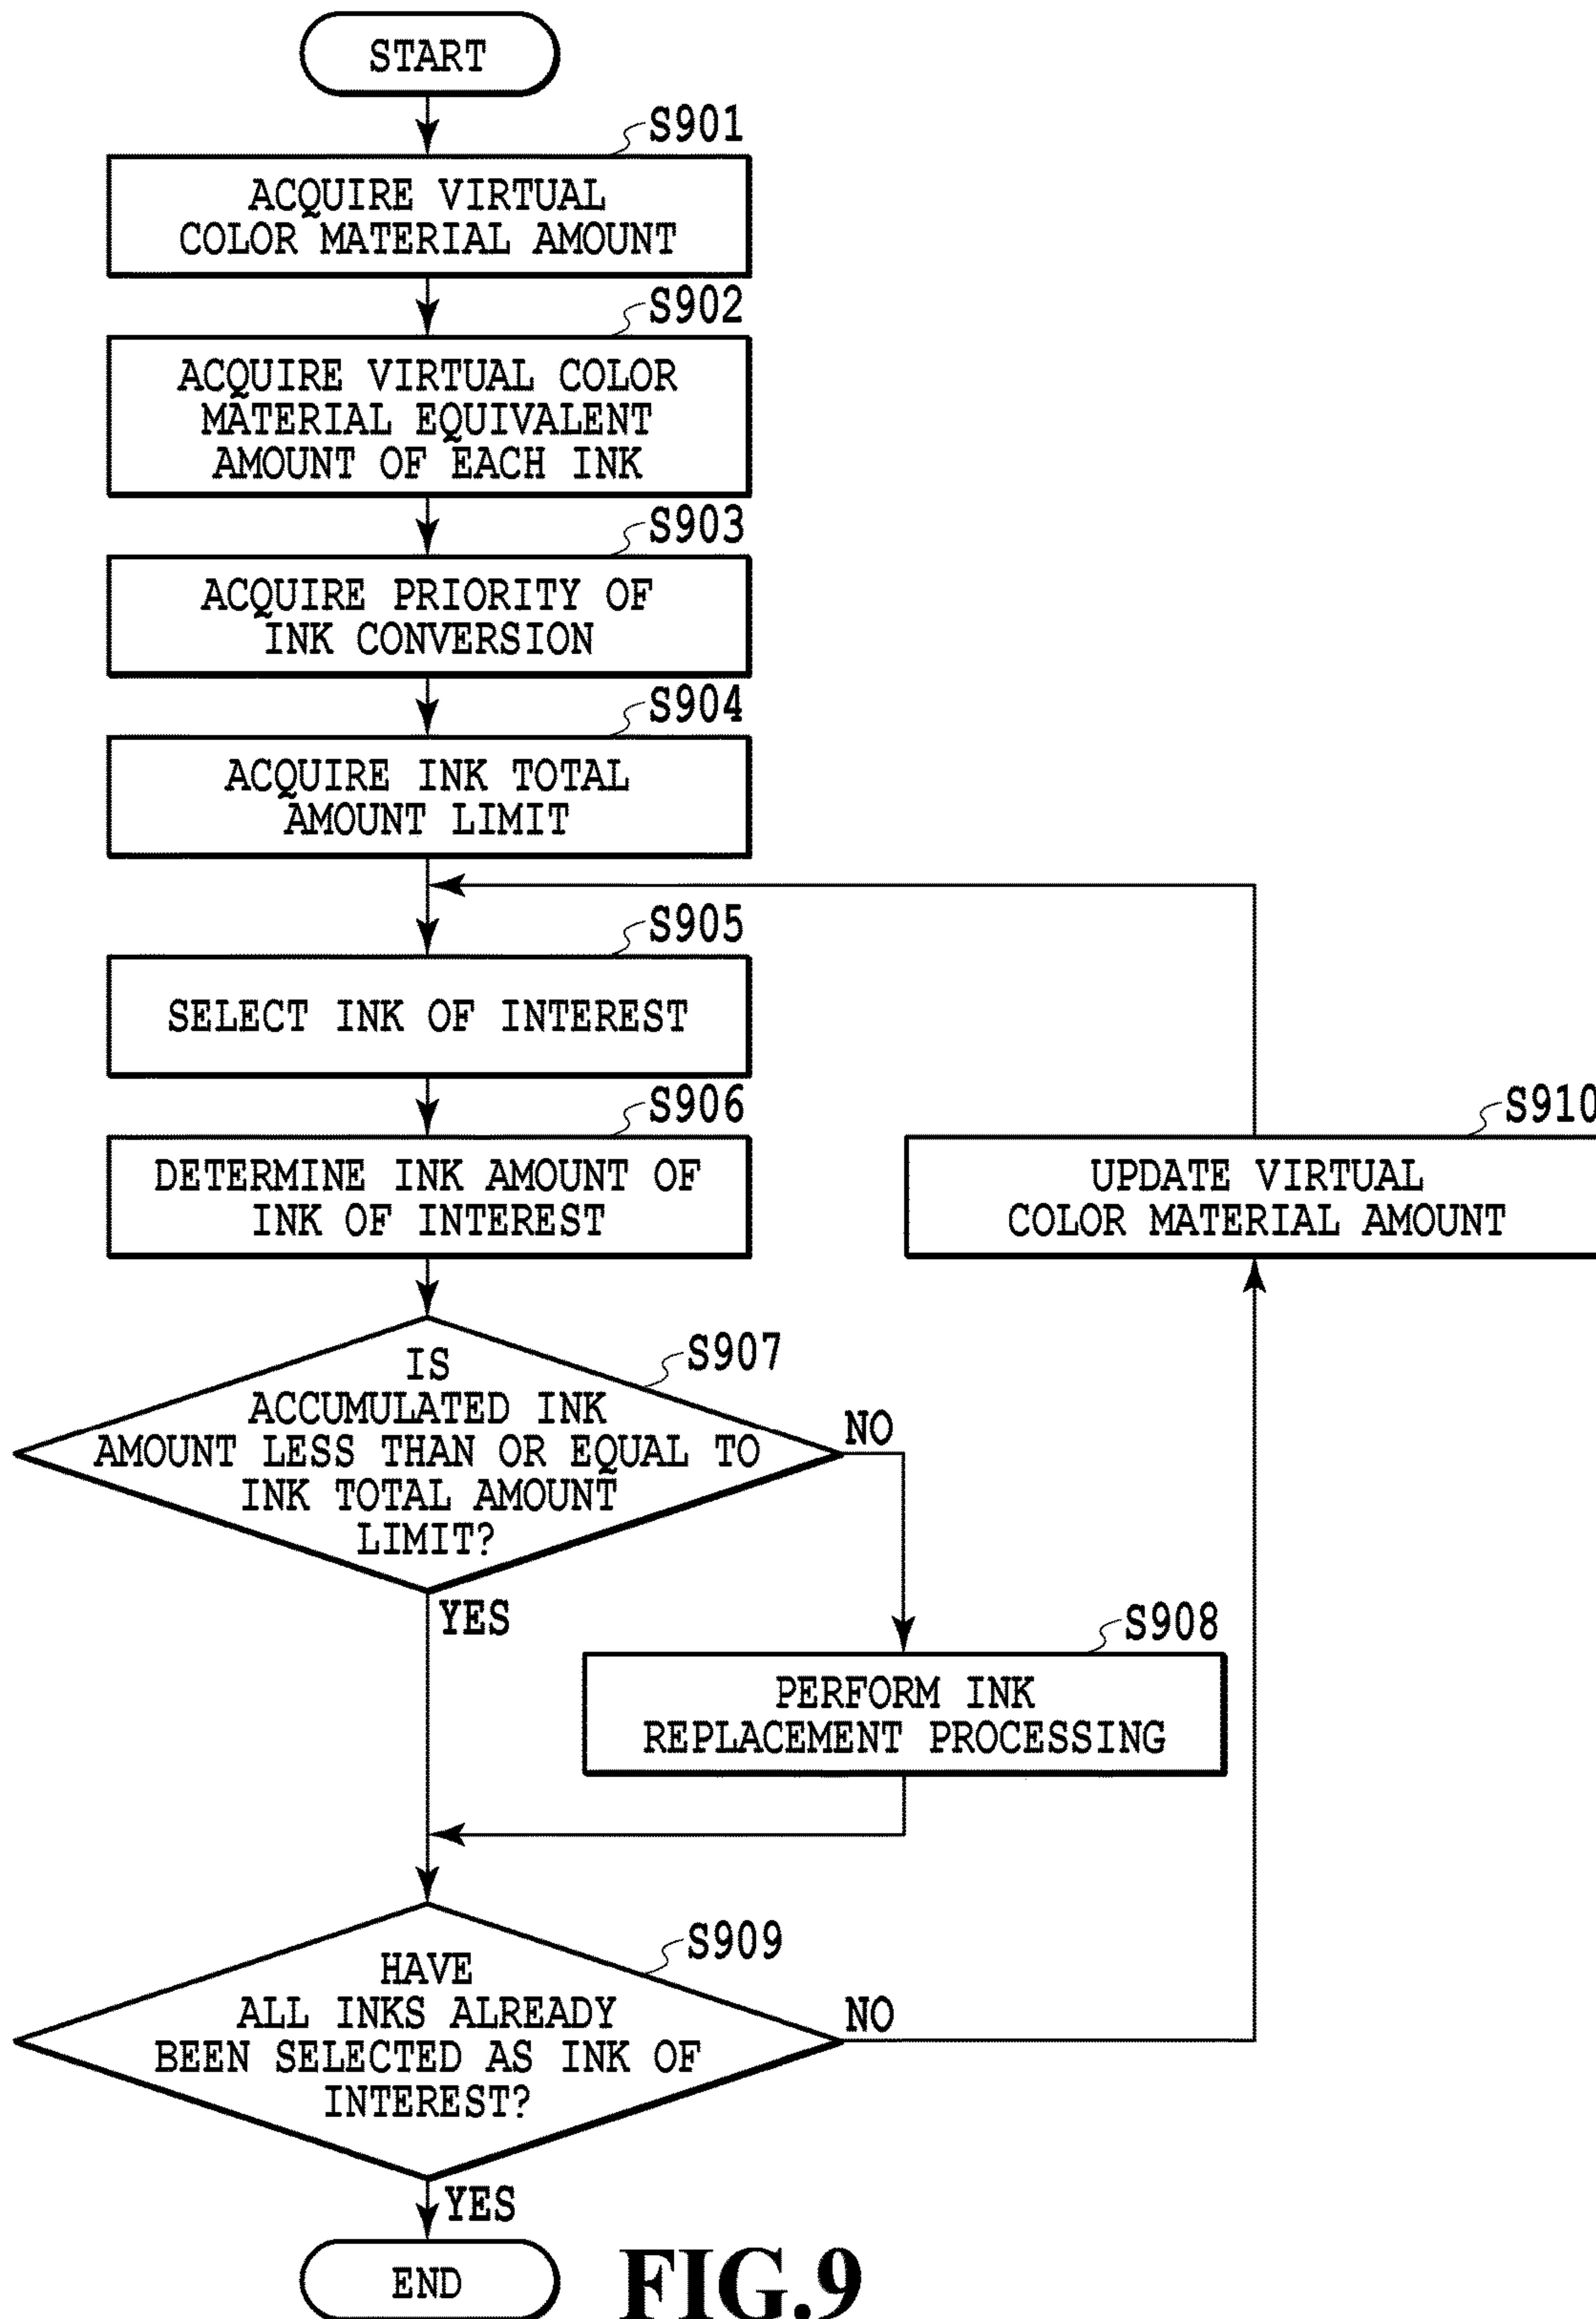 START
S901
ACQUIRE VIRTUAL
COLOR MATERIAL AMOUNT
S902
ACQUIRE VIRTUAL COLOR
MATERIAL EQUIVALENT
AMOUNT OF EACH INK
S903
ACQUIRE PRIORITY OF
INK CONVERSION
S904
ACQUIRE INK TOTAL
AMOUNT LIMIT
S905
SELECT INK OF INTEREST
S906
DETERMINE INK AMOUNT OF
INK OF INTEREST
S910
UPDATE VIRTUAL
COLOR MATERIAL AMOUNT
S907
IS
ACCUMULATED INK
AMOUNT LESS THAN OR EQUAL TO
INK TOTAL AMOUNT
LIMIT?
NO
YES
S908
PERFORM INK
REPLACEMENT PROCESSING
S909
HAVE
ALL INKS ALREADY
BEEN SELECTED AS INK OF
INTEREST?
NO
YES
END
FIG.9